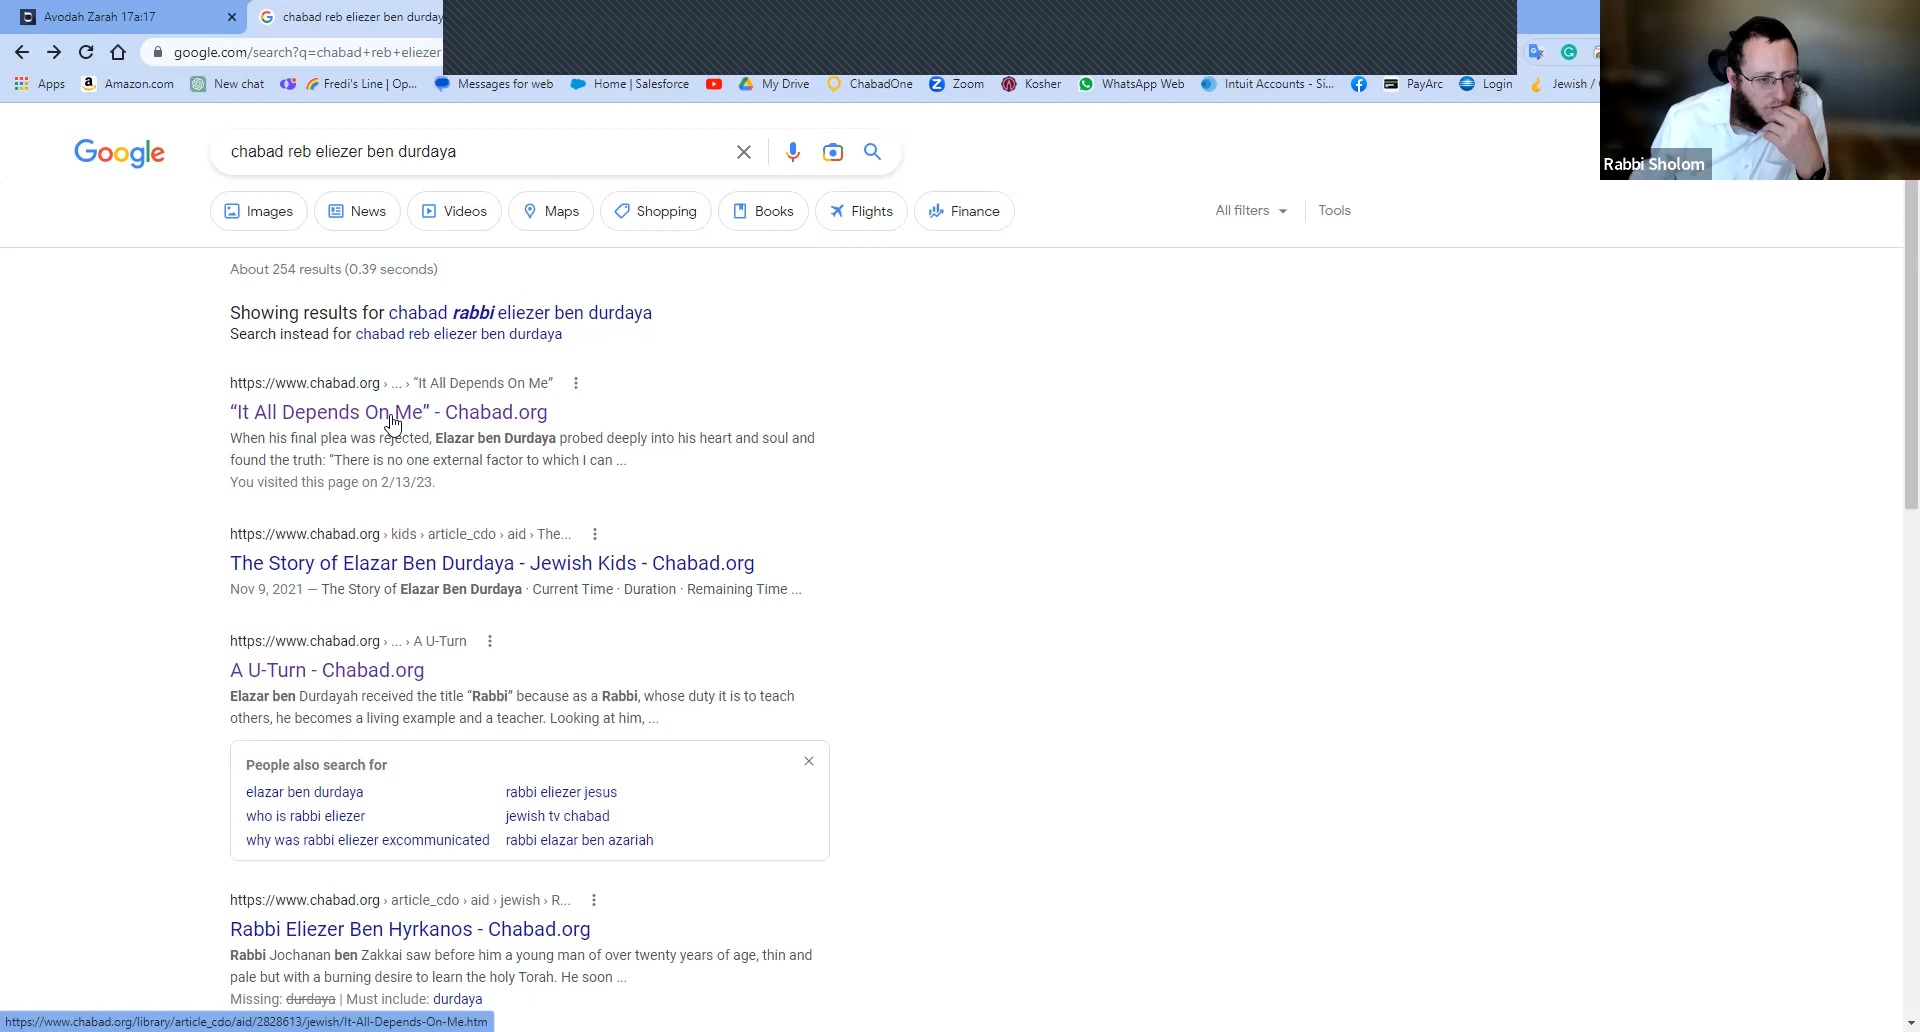 Avodah Zarah 17a:17
chabad reb eliezer ben durday
google.com/search?q=chabad+reb+eliezer
Apps
Amazon.com
New chat
Fredi's Line | Op...
Messages for web
Home | Salesforce
My Drive
ChabadOne
Zoom
Kosher
WhatsApp Web
Intuit Accounts - Si...
PayArc
Login
Jewish /
Rabbi Sholom
Google
chabad reb eliezer ben durdaya
Images
News
Videos
Maps
Shopping
Books
Flights
Finance
All filters
Tools
About 254 results (0.39 seconds)
Showing results for chabad rabbi eliezer ben durdaya
Search instead for chabad reb eliezer ben durdaya
https://www.chabad.org › ... › “It All Depends On Me”
“It All Depends On Me” - Chabad.org
When his final plea was rejected, Elazar ben Durdaya probed deeply into his heart and soul and
found the truth: “There is no one external factor to which I can ...
You visited this page on 2/13/23.
https://www.chabad.org › kids › article_cdo › aid › The...
The Story of Elazar Ben Durdaya - Jewish Kids - Chabad.org
Nov 9, 2021 — The Story of Elazar Ben Durdaya · Current Time · Duration · Remaining Time ...
https://www.chabad.org › ... › A U-Turn
A U-Turn - Chabad.org
Elazar ben Durdayah received the title “Rabbi” because as a Rabbi, whose duty it is to teach
others, he becomes a living example and a teacher. Looking at him, ...
People also search for
elazar ben durdaya
rabbi eliezer jesus
who is rabbi eliezer
jewish tv chabad
why was rabbi eliezer excommunicated
rabbi elazar ben azariah
https://www.chabad.org › article_cdo › aid › jewish › R...
Rabbi Eliezer Ben Hyrkanos - Chabad.org
Rabbi Jochanan ben Zakkai saw before him a young man of over twenty years of age, thin and
pale but with a burning desire to learn the holy Torah. He soon ...
Missing: durdaya | Must include: durdaya
https://www.chabad.org/library/article_cdo/aid/2828613/jewish/It-All-Depends-On-Me.htm